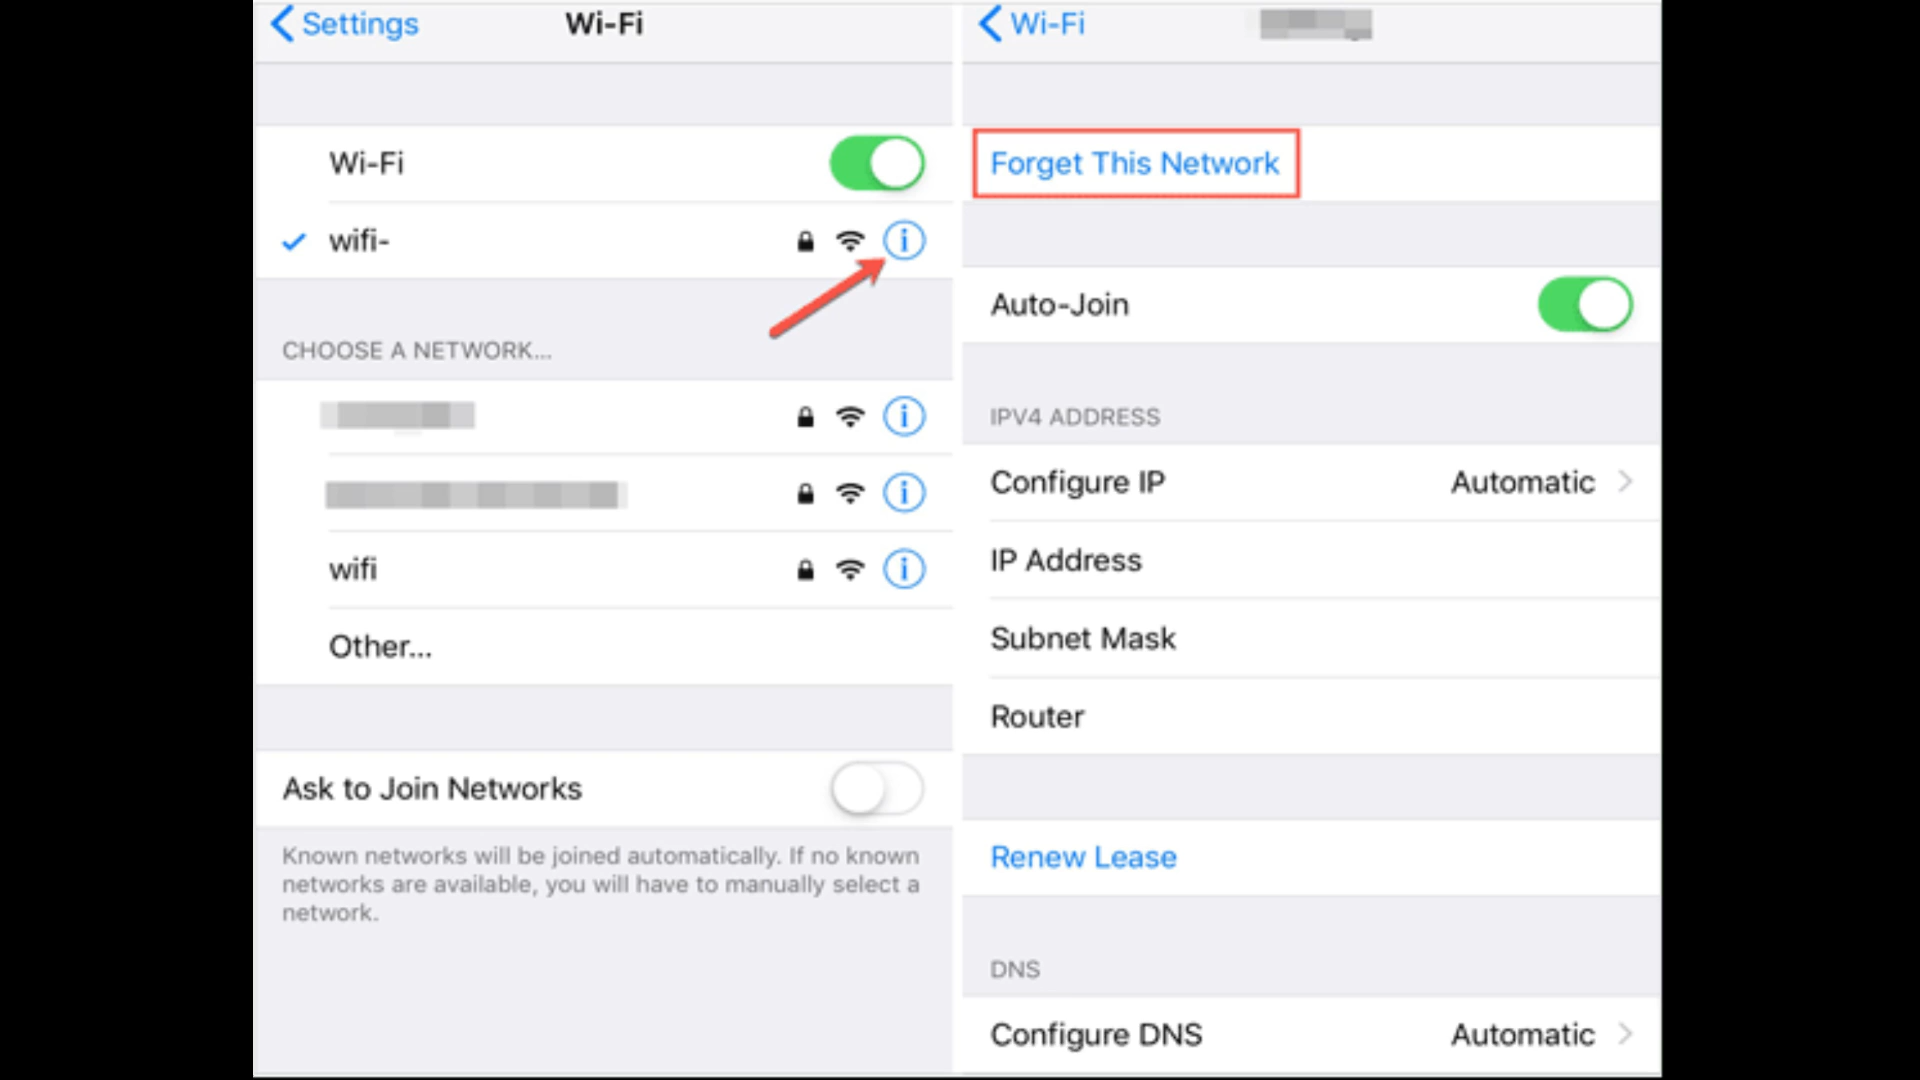 Settings
Wi-Fi
Wi-Fi
wifi-
CHOOSE A NETWORK...
wifi
Other...
Ask to Join Networks
Known networks will be joined automatically. If no known
networks are available, you will have to manually select a
network.
Wi-Fi
Forget This Network
Auto-Join
IPV4 ADDRESS
Configure IP Automatic
IP Address
Subnet Mask
Router
Renew Lease
DNS
Configure DNS Automatic